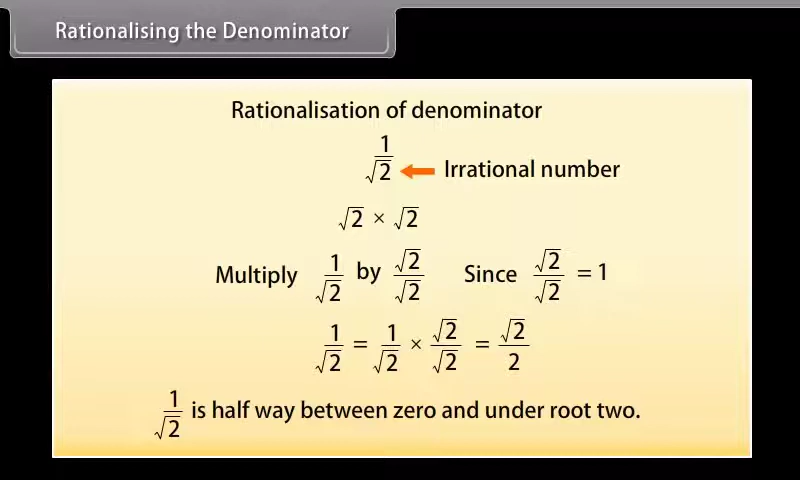 Rationalising the Denominator
Rationalisation of denominator
1/√2 Irrational number
√2 × √2
Multiply 1/√2 by √2/√2 Since √2/√2 = 1
1/√2 = 1/√2 × √2/√2 = √2/2
1/√2 is half way between zero and under root two.